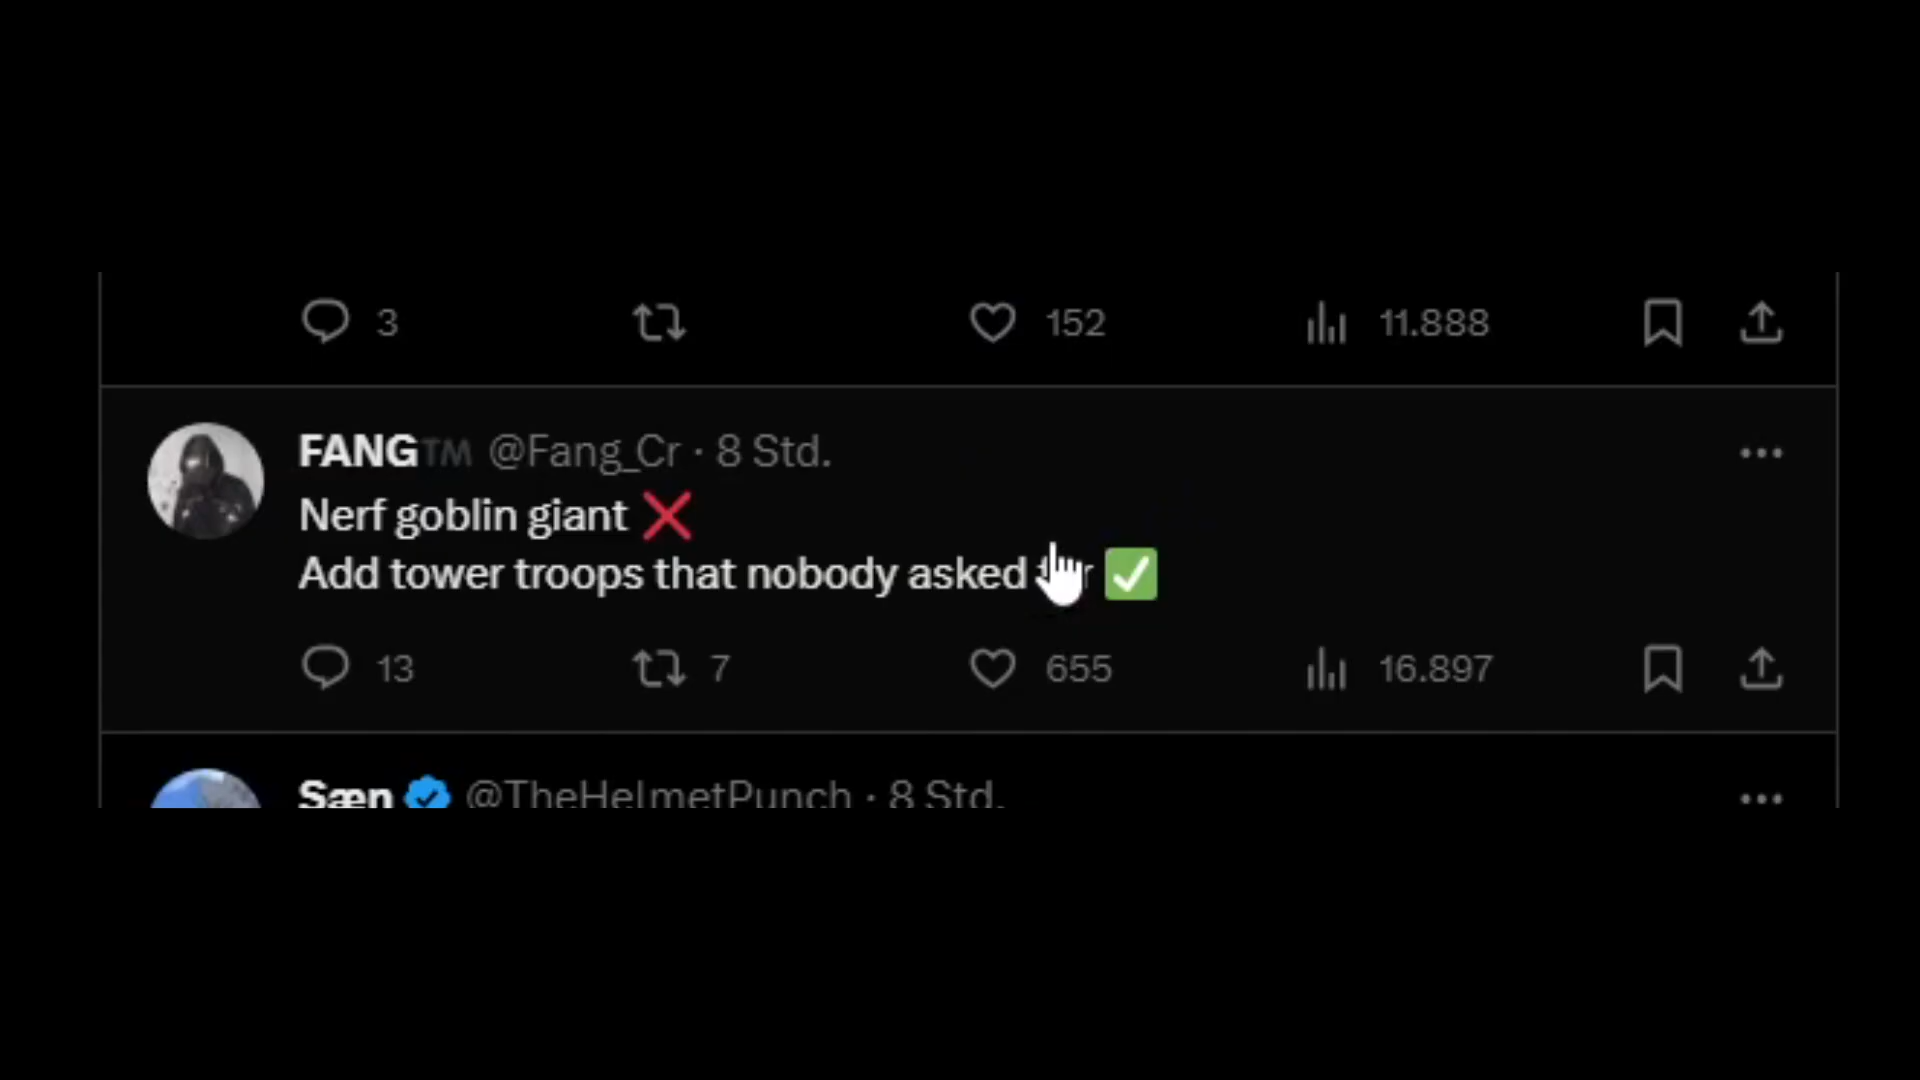 3 152 11.888
FANG™ @Fang_Cr · 8 Std.
Nerf goblin giant ❌
Add tower troops that nobody asked ✅
13 7 655 16.897
Sæn @TheHelmetPunch · 8 Std.